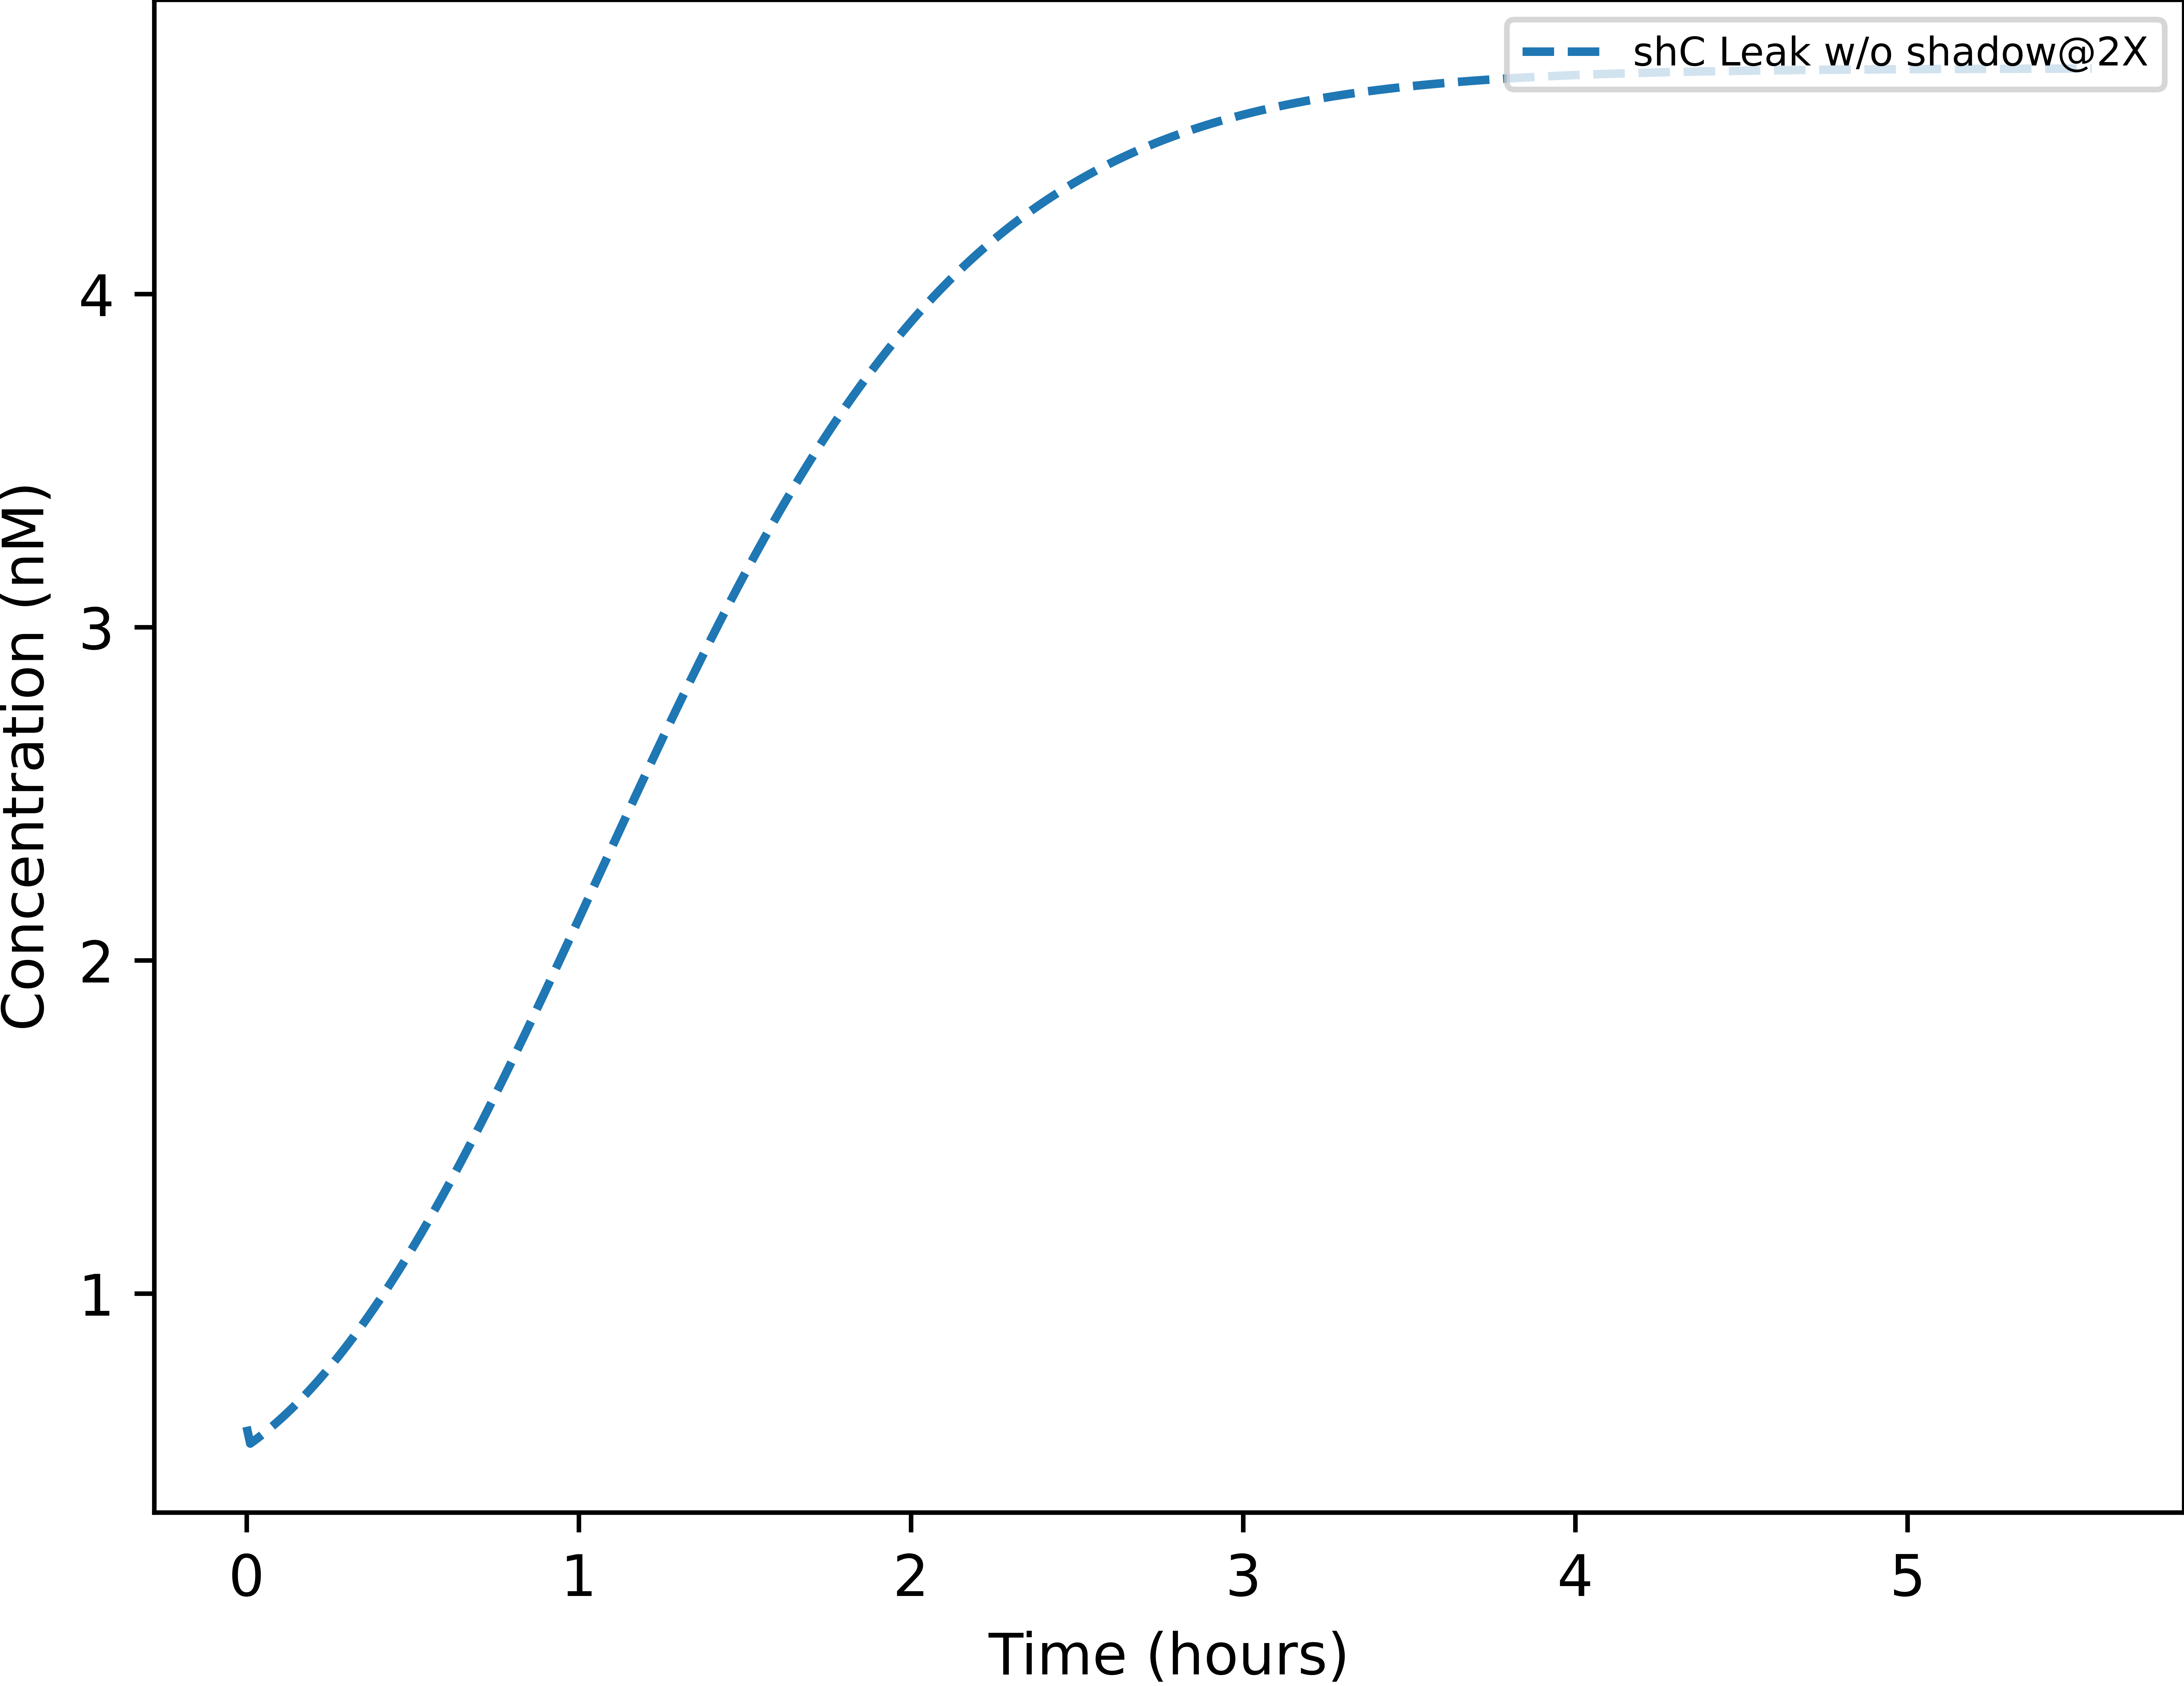 shC Leak w/o shadow@2X
Concentration (nM)
4
3
2
1
0 1 2 3 4 5
Time (hours)